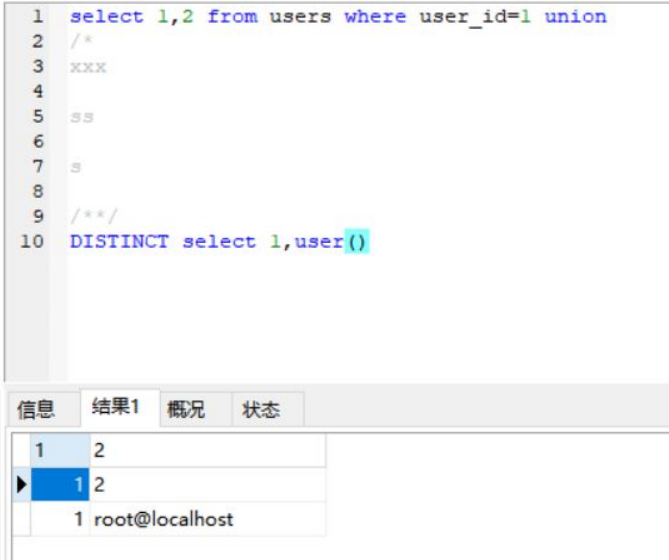 1 select 1,2 from users where user_id=1 union
2 /*
3 xxx
4
5 ss
6
7 s
8
9 /**/
10 DISTINCT select 1,user()
信息 结果1 概况 状态
1 2
1 2
1 root@localhost